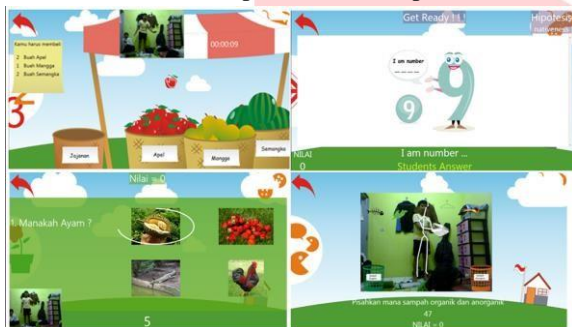 Kamu harus membeli
2 Buah Apel
1 Buah Mangga
2 Buah Semangka
00:00:09
3
Jajanan
Apel
Mangga
Semangka
Get Ready !!!
Hipotesa
I am number
9
NILAI
0
I am number ...
Students Answer
Nilai = 0
1. Manakah Ayam ?
5
Pisahkan mana sampah organik dan anorganik
47
NILAI = 0